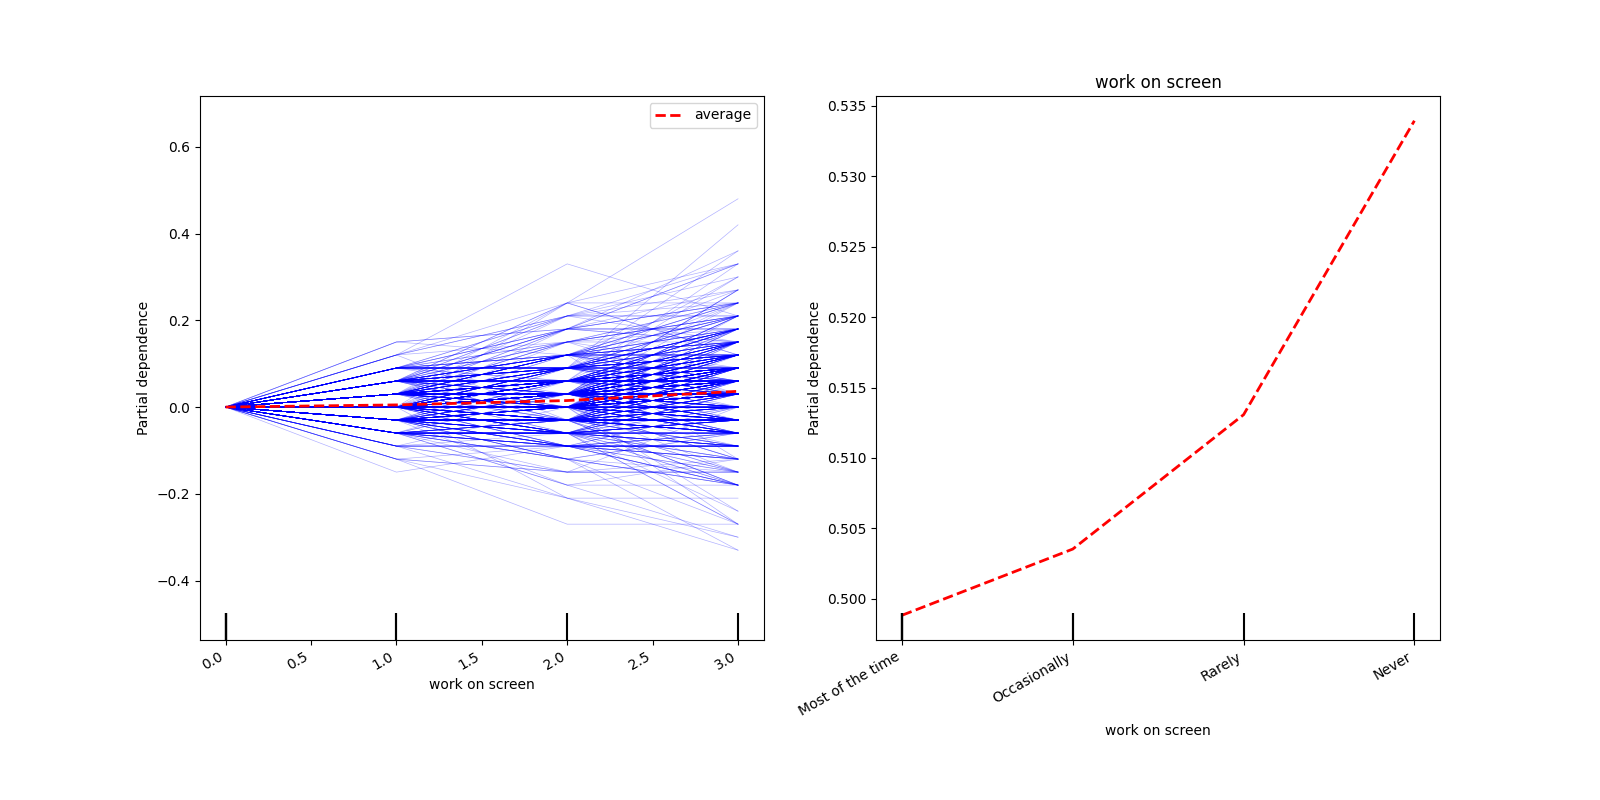 average
Partial dependence
0.6
0.4
0.2
0.0
−0.2
−0.4
0.0
0.5
1.0
1.5
2.0
2.5
3.0
work on screen
work on screen
Partial dependence
0.535
0.530
0.525
0.520
0.515
0.510
0.505
0.500
Most of the time
Occasionally
Rarely
Never
work on screen